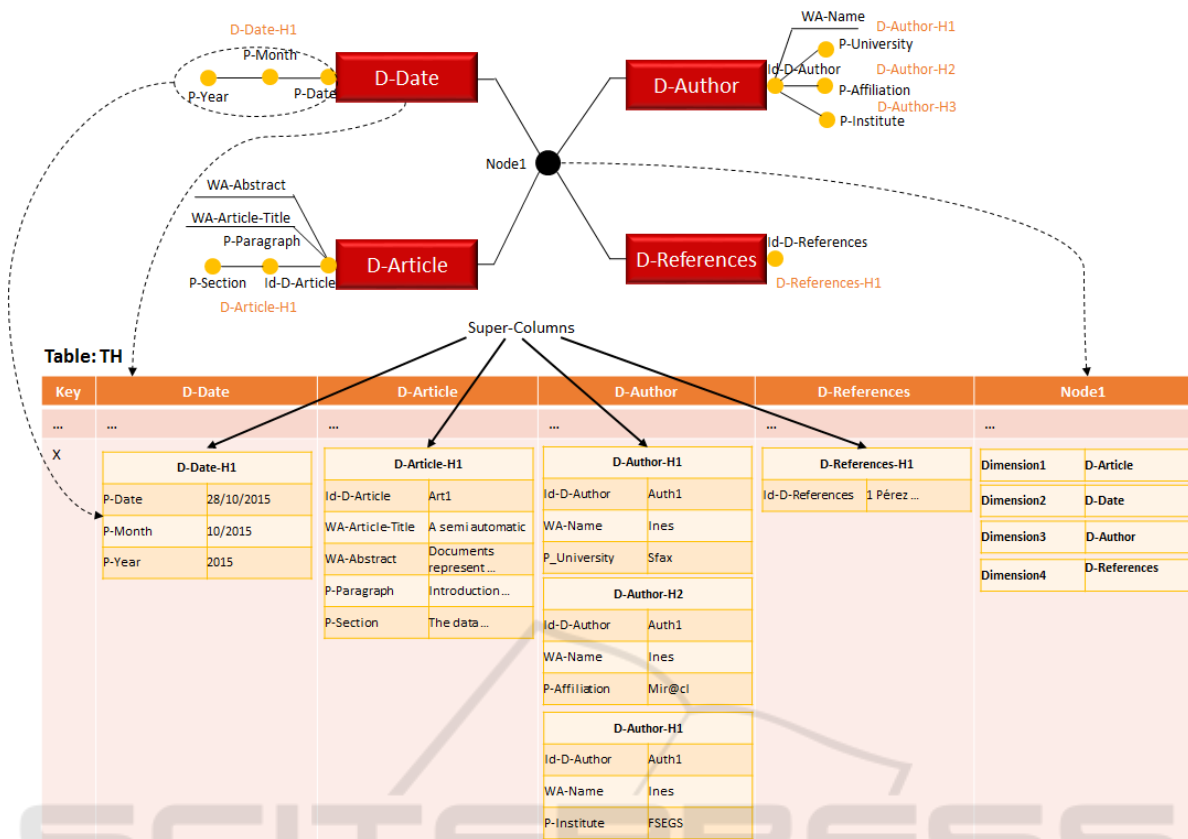 D-Date-H1
P-Month
P-Year
P-Date
D-Date
WA-Name
D-Author-H1
P-University
Id-D-Author
D-Author-H2
P-Affiliation
D-Author-H3
P-Institute
D-Author
Node1
WA-Abstract
WA-Article-Title
P-Paragraph
P-Section
Id-D-Article
D-Article-H1
D-Article
Id-D-References
D-References
D-References-H1
Super-Columns
Table: TH
Key D-Date D-Article D-Author D-References Node1
... ... ... ... ... ...
X
D-Date-H1
P-Date 28/10/2015
P-Month 10/2015
P-Year 2015
D-Article-H1
Id-D-Article Art1
WA-Article-Title A semi automatic
WA-Abstract Documents
represent ...
P-Paragraph Introduction ...
P-Section The data ...
D-Author-H1
Id-D-Author Auth1
WA-Name Ines
P_University Sfax
D-Author-H2
Id-D-Author Auth1
WA-Name Ines
P-Affiliation Mir@cl
D-Author-H1
Id-D-Author Auth1
WA-Name Ines
P-Institute FSEGS
D-References-H1
Id-D-References 1 Pérez ...
Dimension1 D-Article
Dimension2 D-Date
Dimension3 D-Author
Dimension4 D-References
SCITEPRESS